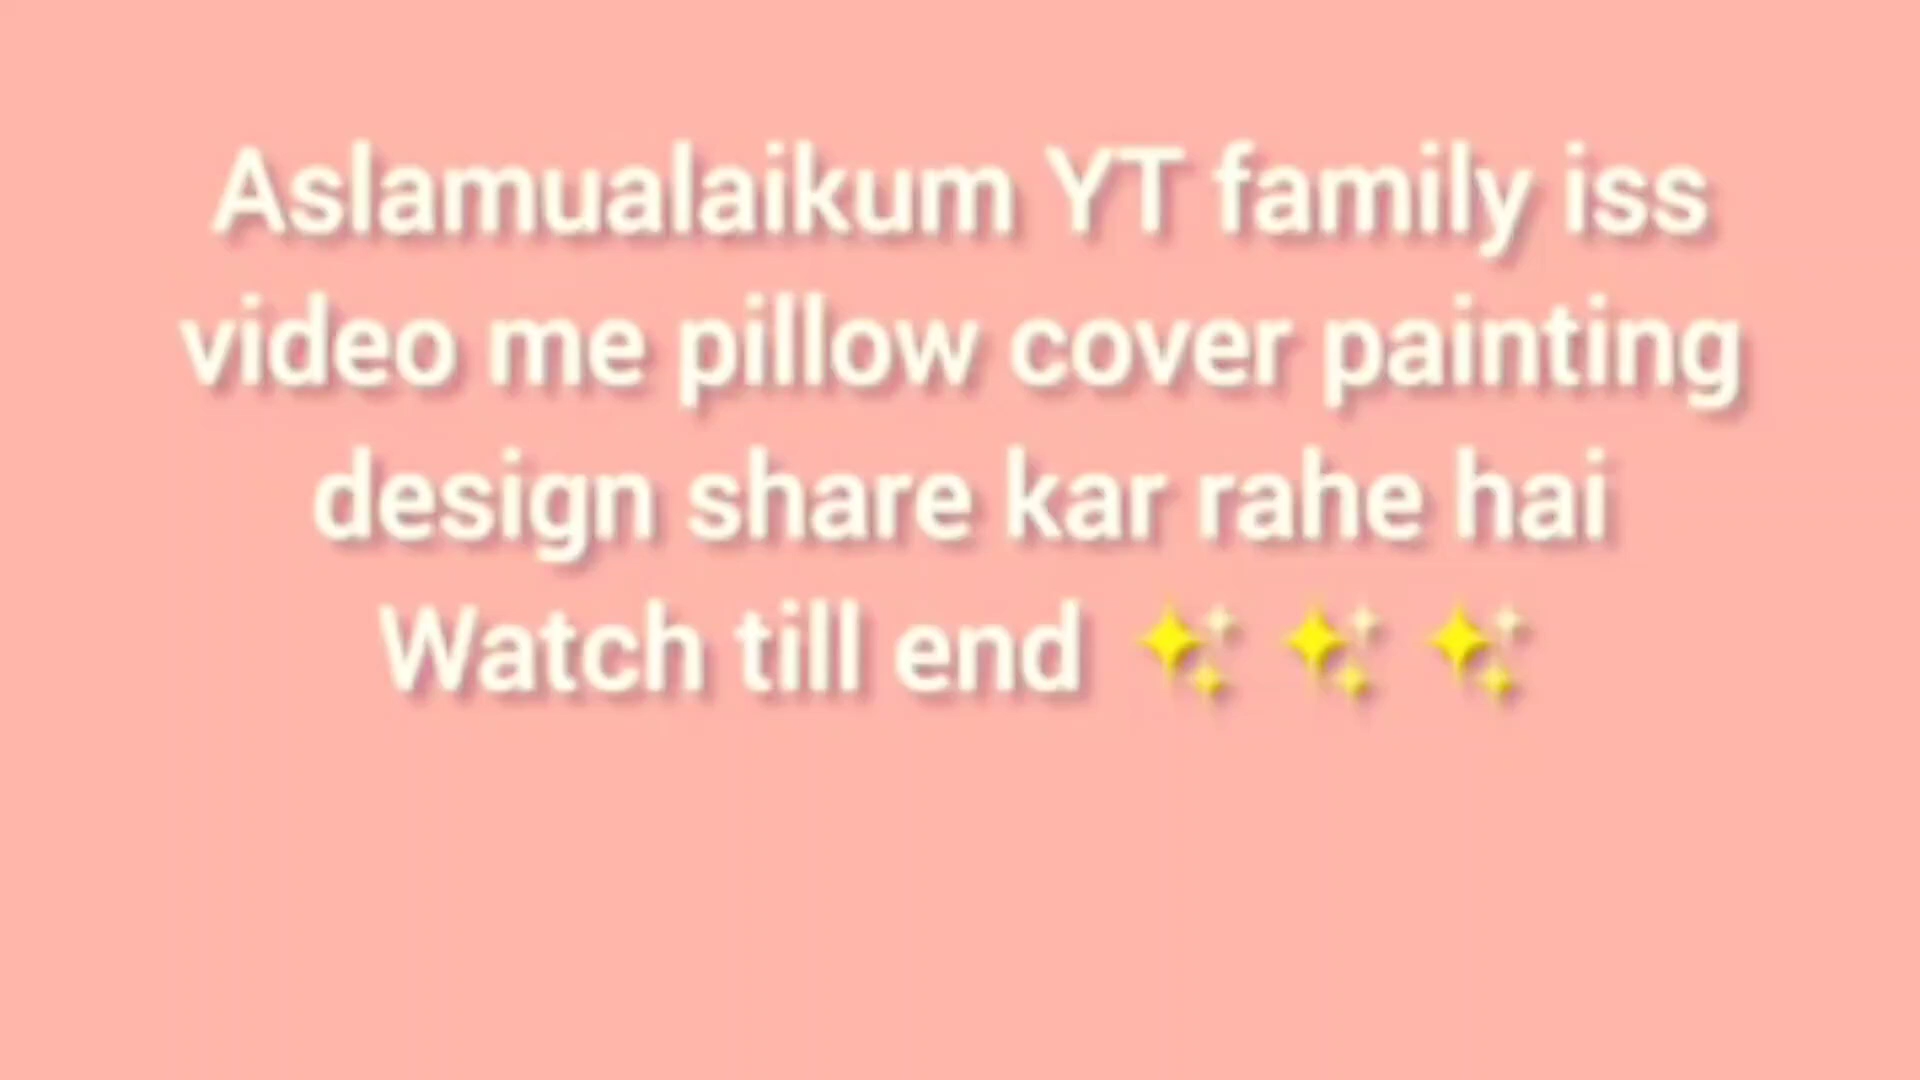 Aslamualaikum YT family iss
video me pillow cover painting
design share kar rahe hai
Watch till end ✨ ✨ ✨